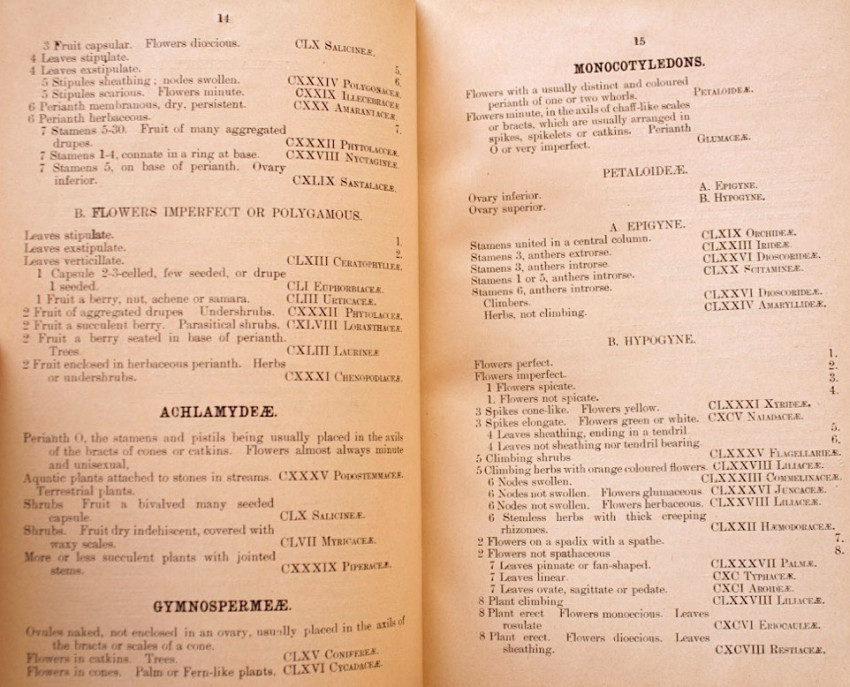 14
3 Fruit capsular. Flowers diœcious. CLX SALICINEÆ.
4 Leaves stipulate. 5.
4 Leaves exstipulate. 6.
5 Stipules sheathing; nodes swollen. CXXXIV POLYGONACEÆ.
5 Stipules scarious. Flowers minute. CXXIX ILLECEBRACEÆ
6 Perianth membranous, dry, persistent. CXXX AMARANTACEÆ.
6 Perianth herbaceous. 7.
7 Stamens 5-30. Fruit of many aggregated
drupes. CXXXII PHYTOLACCEÆ.
7 Stamens 1-4, connate in a ring at base. CXXVIII NYCTAGINEÆ.
7 Stamens 5, on base of perianth. Ovary
inferior. CXLIX SANTALACEÆ.
B. FLOWERS IMPERFECT OR POLYGAMOUS.
Leaves stipulate. 1.
Leaves exstipulate. 2.
Leaves verticillate. CLXIII CERATOPHYLLEÆ.
1 Capsule 2-3-celled, few seeded, or drupe
1 seeded. CLI EUPHORBIACEÆ.
1 Fruit a berry, nut, achene or samara. CLIII URTICACEÆ.
2 Fruit of aggregated drupes Undershrubs. CXXXII PHYTOLACEÆ.
2 Fruit a succulent berry. Parasitical shrubs. CXLVIII LORANTHACEÆ.
2 Fruit a berry seated in base of perianth.
Trees. CXLIII LAURINEÆ
2 Fruit enclosed in herbaceous perianth. Herbs
or undershrubs. CXXXI CHENOPODIACEÆ.
ACHLAMYDEÆ.
Perianth O, the stamens and pistils being usually placed in the axils
of the bracts of cones or catkins. Flowers almost always minute
and unisexual,
Aquatic plants attached to stones in streams. CXXXV PODOSTEMMACEÆ.
Terrestrial plants.
Shrubs Fruit a bivalved many seeded
capsule. CLX SALICINEÆ.
Shrubs. Fruit dry indehiscent, covered with
waxy scales. CLVII MYRICACEÆ.
More or less succulent plants with jointed
stems. CXXXIX PIPERACEÆ.
GYMNOSPERMEÆ.
Ovules naked, not enclosed in an ovary, usually placed in the axils of
the bracts or scales of a cone.
Flowers in catkins. Trees. CLXV CONIFERÆ.
Flowers in cones. Palm or Fern-like plants. CLXVI CYCADACEÆ.
15
MONOCOTYLEDONS.
Flowers with a usually distinct and coloured
perianth of one or two whorls. PETALOIDEÆ.
Flowers minute, in the axils of chaff-like scales
or bracts, which are usually arranged in
spikes, spikelets or catkins. Perianth
O or very imperfect. GLUMACEÆ.
PETALOIDEÆ.
Ovary inferior. A. EPIGYNE.
Ovary superior. B. HYPOGYNE.
A EPIGYNE.
Stamens united in a central column. CLXIX ORCHIDEÆ.
Stamens 3, anthers extrorse. CLXXIII IRIDEÆ.
Stamens 3, anthers introrse. CLXXVI DIOSCORIDEÆ.
Stamens 1 or 5, anthers introrse. CLXX SCITAMINEÆ.
Stamens 6, anthers introrse.
Climbers. CLXXVI DIOSCORIDEÆ.
Herbs, not climbing. CLXXIV AMARYLLIDEÆ.
B. HYPOGYNE.
Flowers perfect. 1.
Flowers imperfect. 2.
1 Flowers spicate. 3.
1. Flowers not spicate. 4.
3 Spikes cone-like. Flowers yellow. CLXXXI XYRIDEÆ.
3 Spikes elongate. Flowers green or white. CXCV NAIADACEÆ.
4 Leaves sheathing, ending in a tendril 5.
4 Leaves not sheathing nor tendril bearing. 6.
5 Climbing shrubs CLXXXV FLAGELLARIEÆ.
5 Climbing herbs with orange coloured flowers. CLXXVIII LILIACEÆ.
6 Nodes swollen. CLXXXIII COMMELINACEÆ.
6 Nodes not swollen. Flowers glumaceous CLXXXVI JUNCACEÆ.
6 Nodes not swollen. Flowers herbaceous. CLXXVIII LILIACEÆ.
6 Stemless herbs with thick creeping
rhizomes. CLXXII HÆMODORACEÆ.
2 Flowers on a spadix with a spathe. 7.
2 Flowers not spathaceous 8.
7 Leaves pinnate or fan-shaped. CLXXXVII PALMÆ.
7 Leaves linear. CXC TYPHACEÆ.
7 Leaves ovate, sagittate or pedate. CXCI AROIDEÆ.
8 Plant climbing CLXXVIII LILIACEÆ.
8 Plant erect Flowers monoecious. Leaves
rosulate CXCVI ERIOCAULEÆ.
8 Plant erect. Flowers dioecious. Leaves
sheathing. CXCVIII RESTIACEÆ.